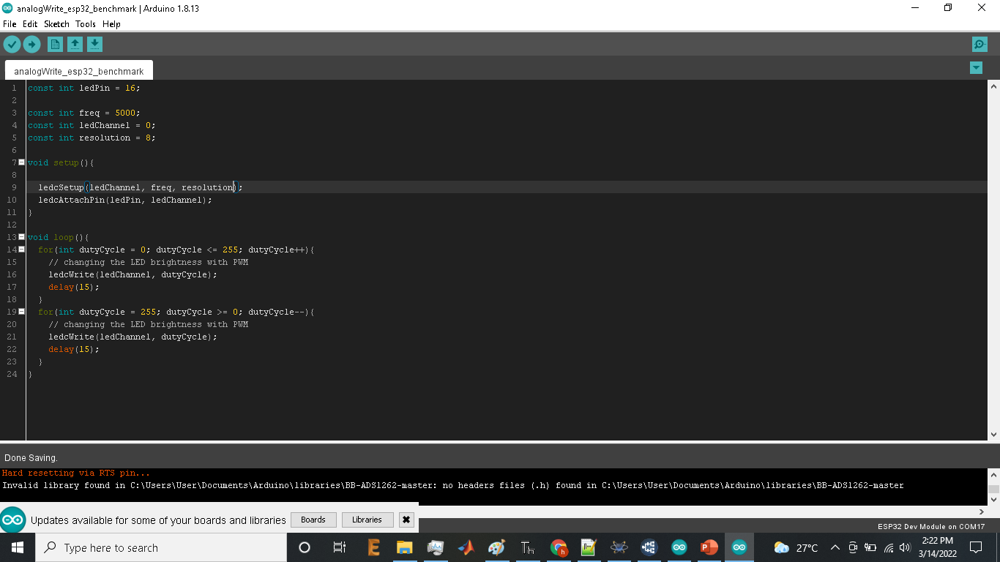 analogWrite_esp32_benchmark | Arduino 1.8.13
File Edit Sketch Tools Help
analogWrite_esp32_benchmark
1 const int ledPin = 16;
2
3 const int freq = 5000;
4 const int ledChannel = 0;
5 const int resolution = 8;
6
7 void setup(){
8
9 ledcSetup(ledChannel, freq, resolution);
10 ledcAttachPin(ledPin, ledChannel);
11 }
12
13 void loop(){
14 for(int dutyCycle = 0; dutyCycle <= 255; dutyCycle++){
15 // changing the LED brightness with PWM
16 ledcWrite(ledChannel, dutyCycle);
17 delay(15);
18 }
19 for(int dutyCycle = 255; dutyCycle >= 0; dutyCycle--){
20 // changing the LED brightness with PWM
21 ledcWrite(ledChannel, dutyCycle);
22 delay(15);
23 }
24 }
Done Saving.
Hard resetting via RTS pin...
Invalid library found in C:\Users\User\Documents\Arduino\libraries\BB-ADS1262-master: no headers files (.h) found in C:\Users\User\Documents\Arduino\libraries\BB-ADS1262-master
Updates available for some of your boards and libraries Boards Libraries
ESP32 Dev Module on COM17
Type here to search
27°C
2:22 PM
3/14/2022